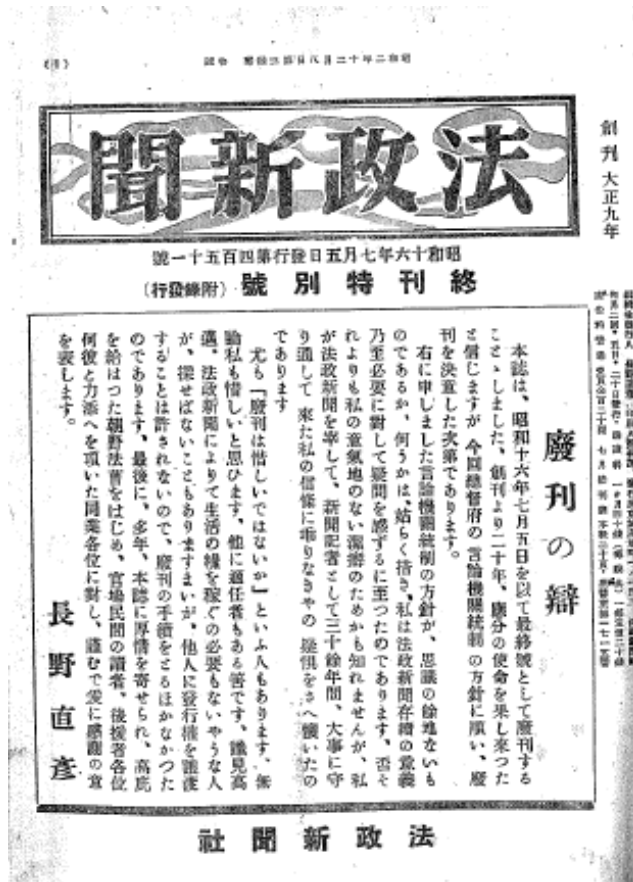 昭和二年十二月八日第三種郵
法政新聞
創刊 大正九年
昭和十六年七月五日發行第四百五十一號
終刊特別號(附錄發行)
廢刊の辯
本誌は、昭和十六年七月五日を以て最終號として廢刊する
ことゝしました、創刊より二十年、應分の使命を果し來つた
と信じますが 今回總督府の 言論機關統制 の方針に順い、廢
刊を決意した次第であります。
右に申しました言論機關統制の方針が、思議の餘地ないも
のであるか、何うかは、姑らく措き、私は法政新聞存續の意義
乃至必要に對して疑問を感ずるに至つたのであります、否そ
れよりも私の意氣地のない潔癖のためかも知れませんが、私
が法政新聞を宰して、新聞記者として三十餘年間、大事に守
り通して 來た私の信條に乖りなきやの 疑惧をさへ懷いたの
であります
尤も「廢刊は惜しいではないか」といふ人もあります、無
論私も惜しいと思ひます、他に適任者もある筈です、識見高
邁、法政新聞によりて生活の糧を稼ぐの必要もないやうな人
が、探せばないこともありますまいが、他人に發行權を讓渡
することは許されないので、廢刊の手續をとるほかなかつた
のであります、最後に、多年、本誌に厚情を寄せられ、高庇
を給はつた朝野法曹をはじめ、官場民間の讀者、後援者各位
何彼と力添へを頂いた同業各位に對し、謹むで爰に感謝の意
を表します。
長野直彥
法政新聞社